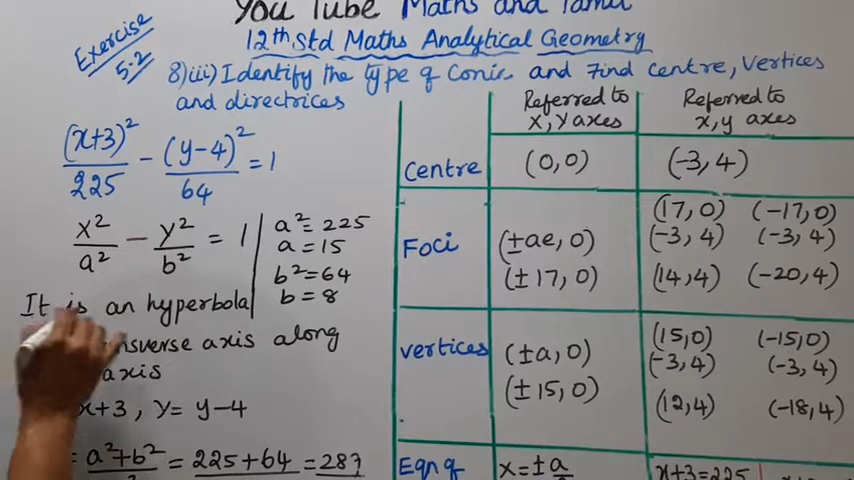 You Tube Maths and Tamil
Exercise 5.2
12th Std Maths Analytical Geometry
8)iii) Identify the type of Conic and Find Centre, Vertices
and directrices
(x+3)²/225 - (y-4)²/64 = 1
X²/a² - Y²/b² = 1
a² = 225
a = 15
b² = 64
b = 8
It is an hyperbola
axis along
axis
x+3, Y = y-4
= a²+b² = 225+64 = 289
Referred to X, Y axes
Referred to x, y axes
Centre (0,0) (-3,4)
Foci (±ae, 0) (±17, 0)
(17,0) (-17,0)
(-3,4) (-3,4)
(14,4) (-20,4)
vertices (±a, 0) (±15, 0)
(15,0) (-15,0)
(-3,4) (-3,4)
(12,4) (-18,4)
Eqn of x = ±a x+3 = 225